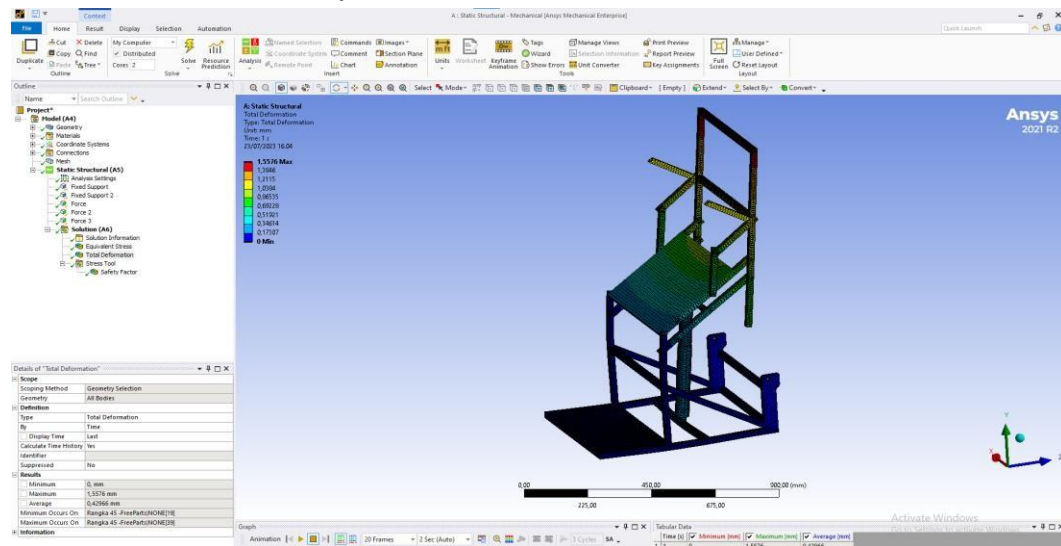 Context
A : Static Structural - Mechanical [Ansys Mechanical Enterprise]
File Home Result Display Selection Automation
Quick Launch
Duplicate
Cut
Copy
Paste
Delete
Find
Tree
Outline
My Computer
Distributed
Cores 2
Solve
Resource Prediction
Solve
Analysis
Named Selection
Coordinate System
Remote Point
Commands
Comment
Chart
Images
Section Plane
Annotation
Insert
Units
Worksheet
Keyframe Animation
Tags
Wizard
Show Errors
Manage Views
Selection Information
Unit Converter
Print Preview
Report Preview
Key Assignments
Tools
Full Screen
Manage
User Defined
Reset Layout
Layout
Outline
Name Search Outline
Select Mode Clipboard [Empty] Extend Select By Convert
Project*
Model (A4)
Geometry
Materials
Coordinate Systems
Connections
Mesh
Static Structural (A5)
Analysis Settings
Fixed Support
Fixed Support 2
Force
Force 2
Force 3
Solution (A6)
Solution Information
Equivalent Stress
Total Deformation
Stress Tool
Safety Factor
A: Static Structural
Total Deformation
Type: Total Deformation
Unit: mm
Time: 1 s
23/07/2023 16.04
1,5576 Max
1,3846
1,2115
1,0384
0,86535
0,69228
0,51921
0,34614
0,17307
0 Min
Ansys
2021 R2
Details of "Total Deformation"
Scope
Scoping Method Geometry Selection
Geometry All Bodies
Definition
Type Total Deformation
By Time
Display Time Last
Calculate Time History Yes
Identifier
Suppressed No
Results
Minimum 0, mm
Maximum 1,5576 mm
Average 0,42966 mm
Minimum Occurs On Rangka 45 -FreeParts|NONE[19]
Maximum Occurs On Rangka 45 -FreeParts|NONE[39]
Information
0,00 450,00 900,00 (mm)
225,00 675,00
Y
X
Z
Activate Windows
Go to Settings to activate Windows.
Graph
Animation 20 Frames 2 Sec (Auto) 3 Cycles
Tabular Data
Time [s] Minimum [mm] Maximum [mm] Average [mm]